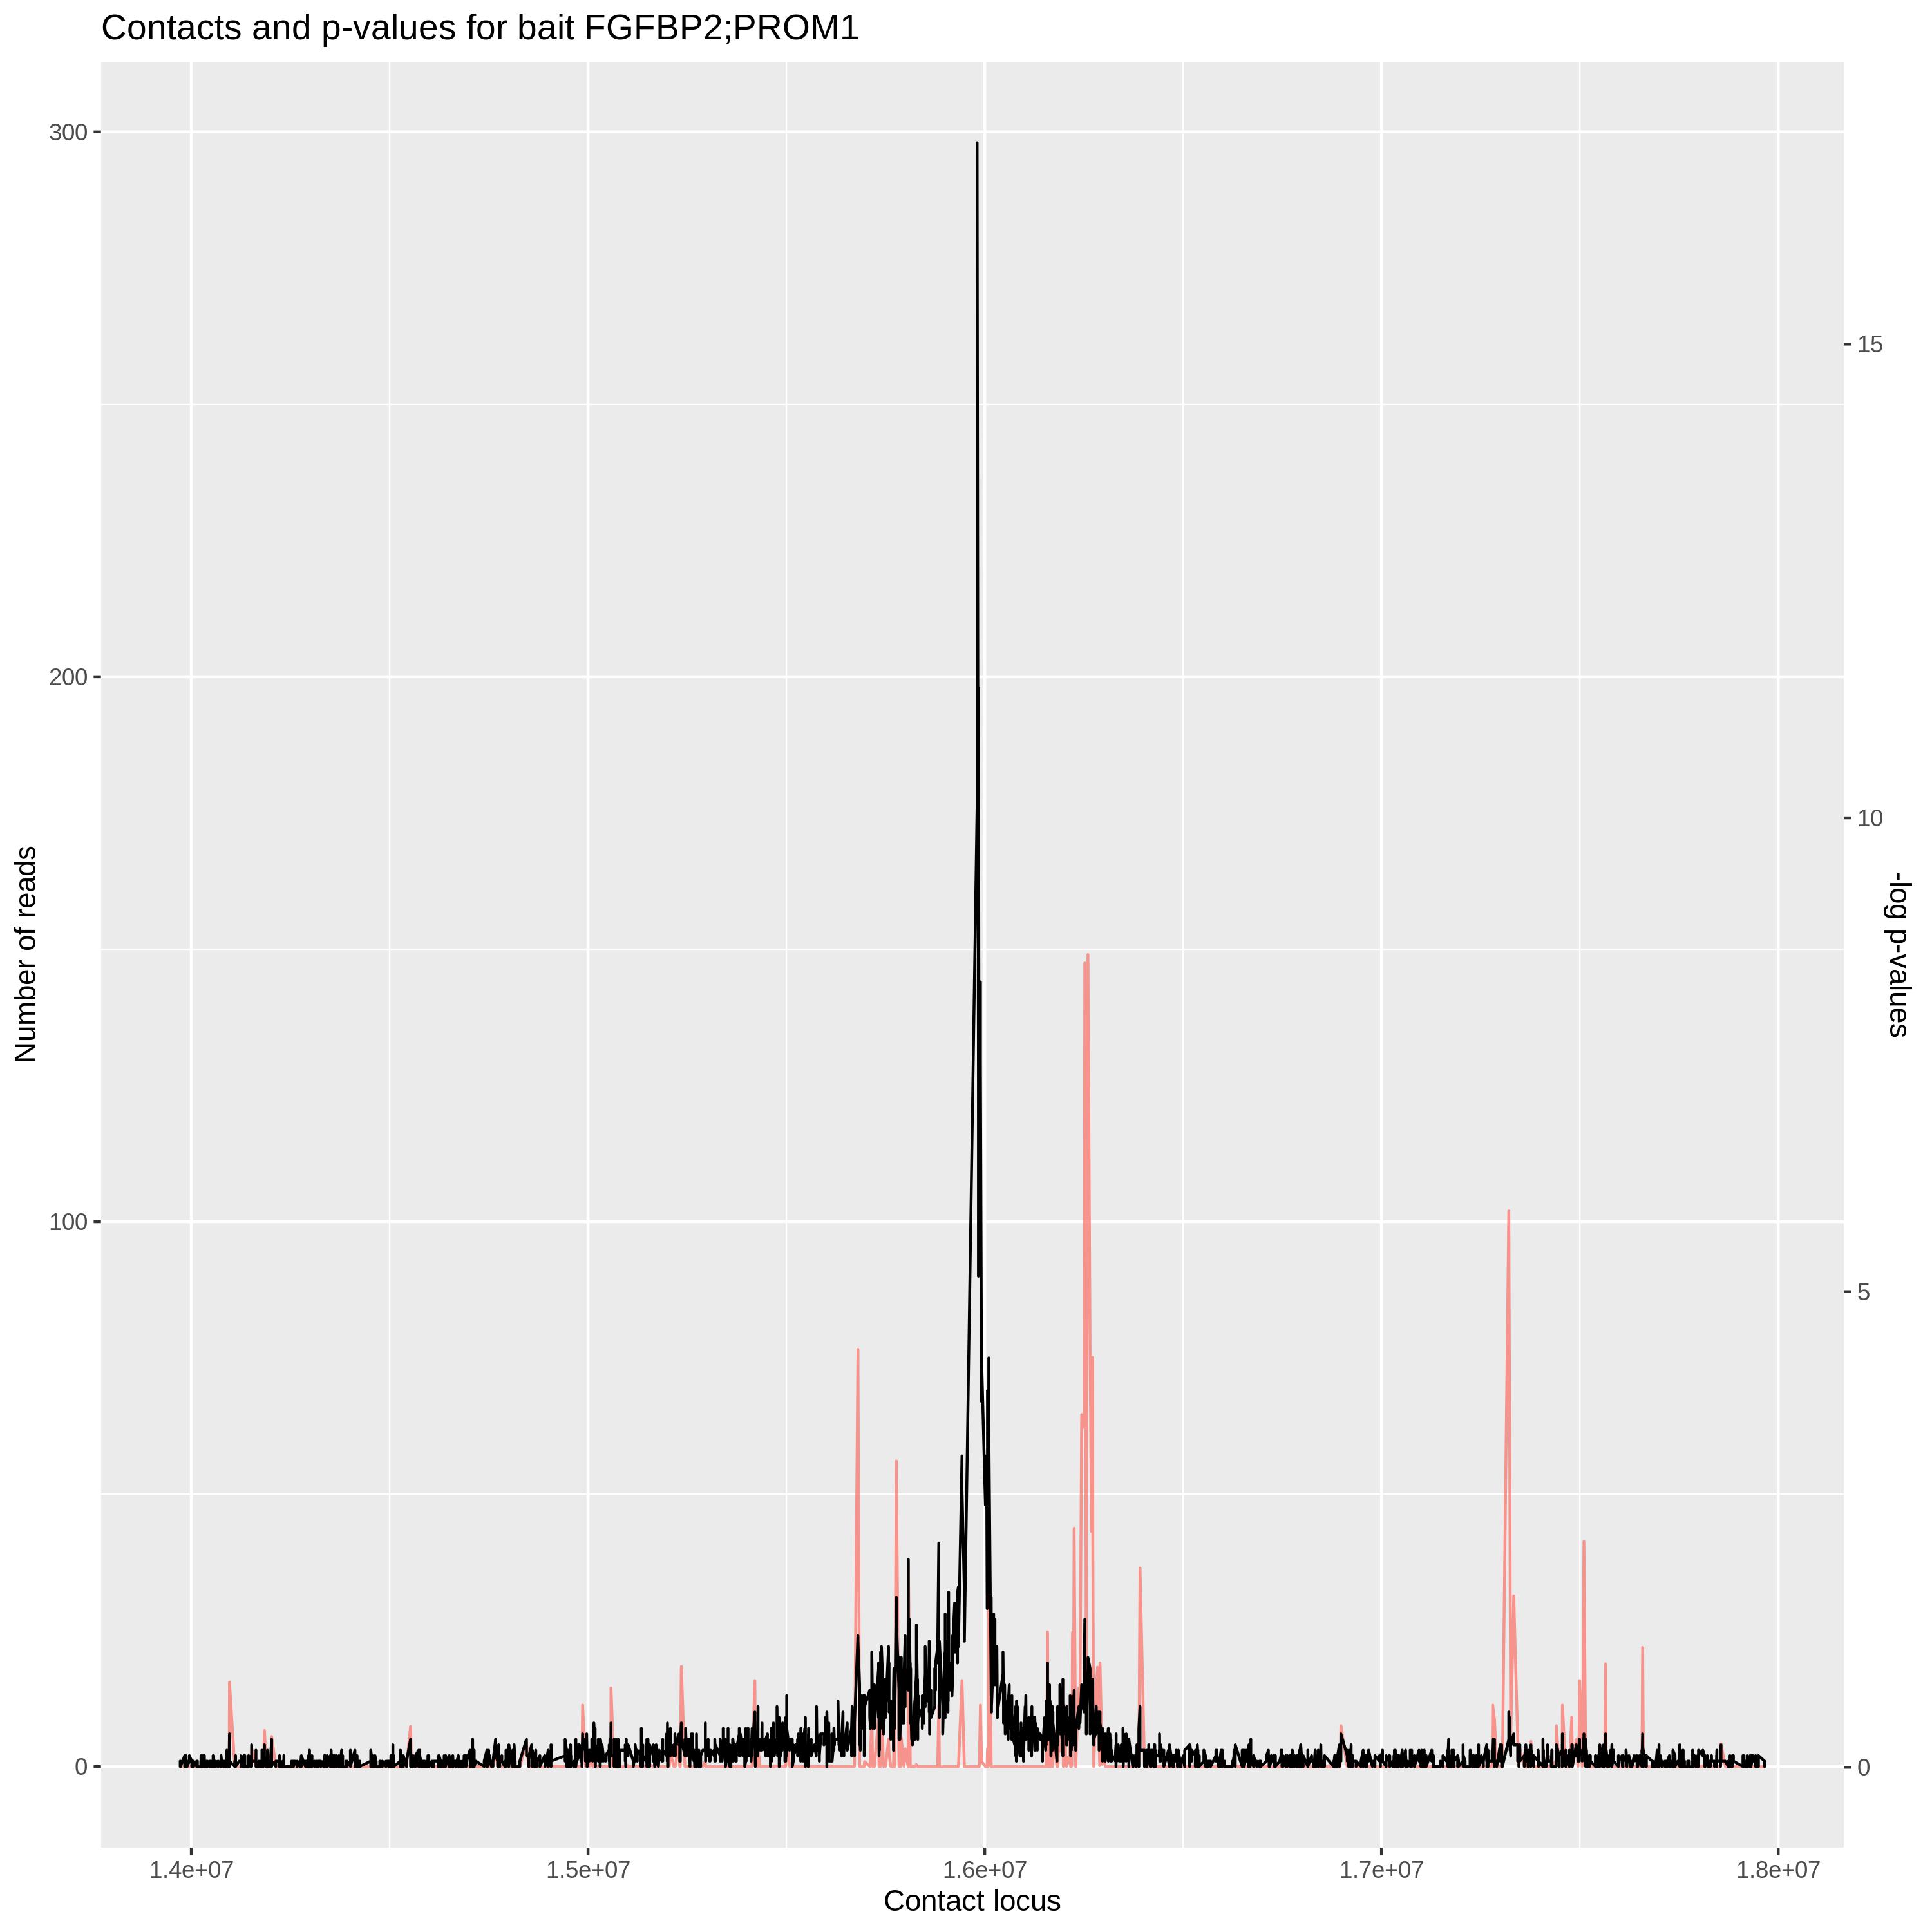 Contacts and p-values for bait FGFBP2;PROM1
300
200
100
0
Number of reads
15
10
5
0
-log p-values
1.4e+07 1.5e+07 1.6e+07 1.7e+07 1.8e+07
Contact locus